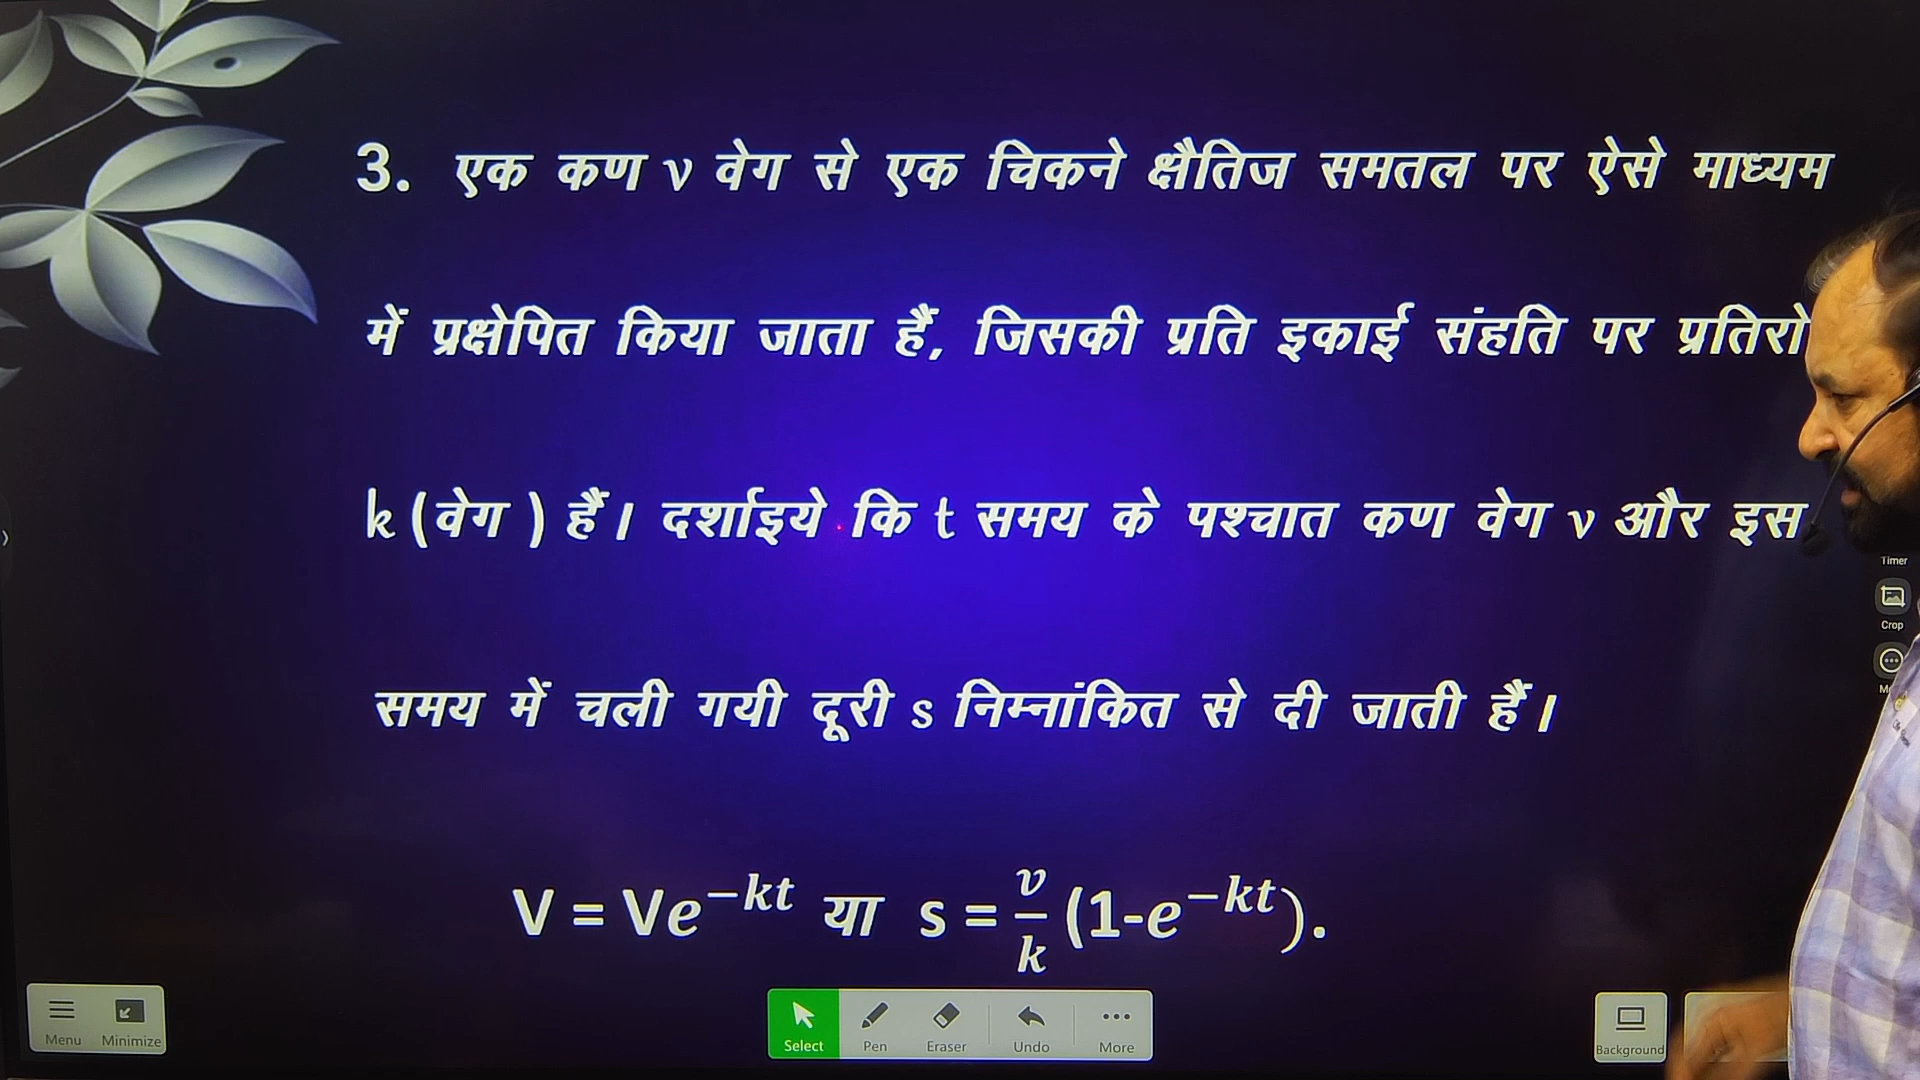 3. एक कण v वेग से एक चिकने क्षैतिज समतल पर ऐसे माध्यम
में प्रक्षेपित किया जाता हैं, जिसकी प्रति इकाई संहति पर
k (वेग ) हैं। दर्शाइये कि t समय के पश्चात कण वेग v और इस
समय में चली गयी दूरी s निम्नांकित से दी जाती हैं।
V = Ve^{-kt} या s = \frac{v}{k} (1-e^{-kt}).
Timer
Crop
Menu Minimize Select Pen Eraser Undo More Background